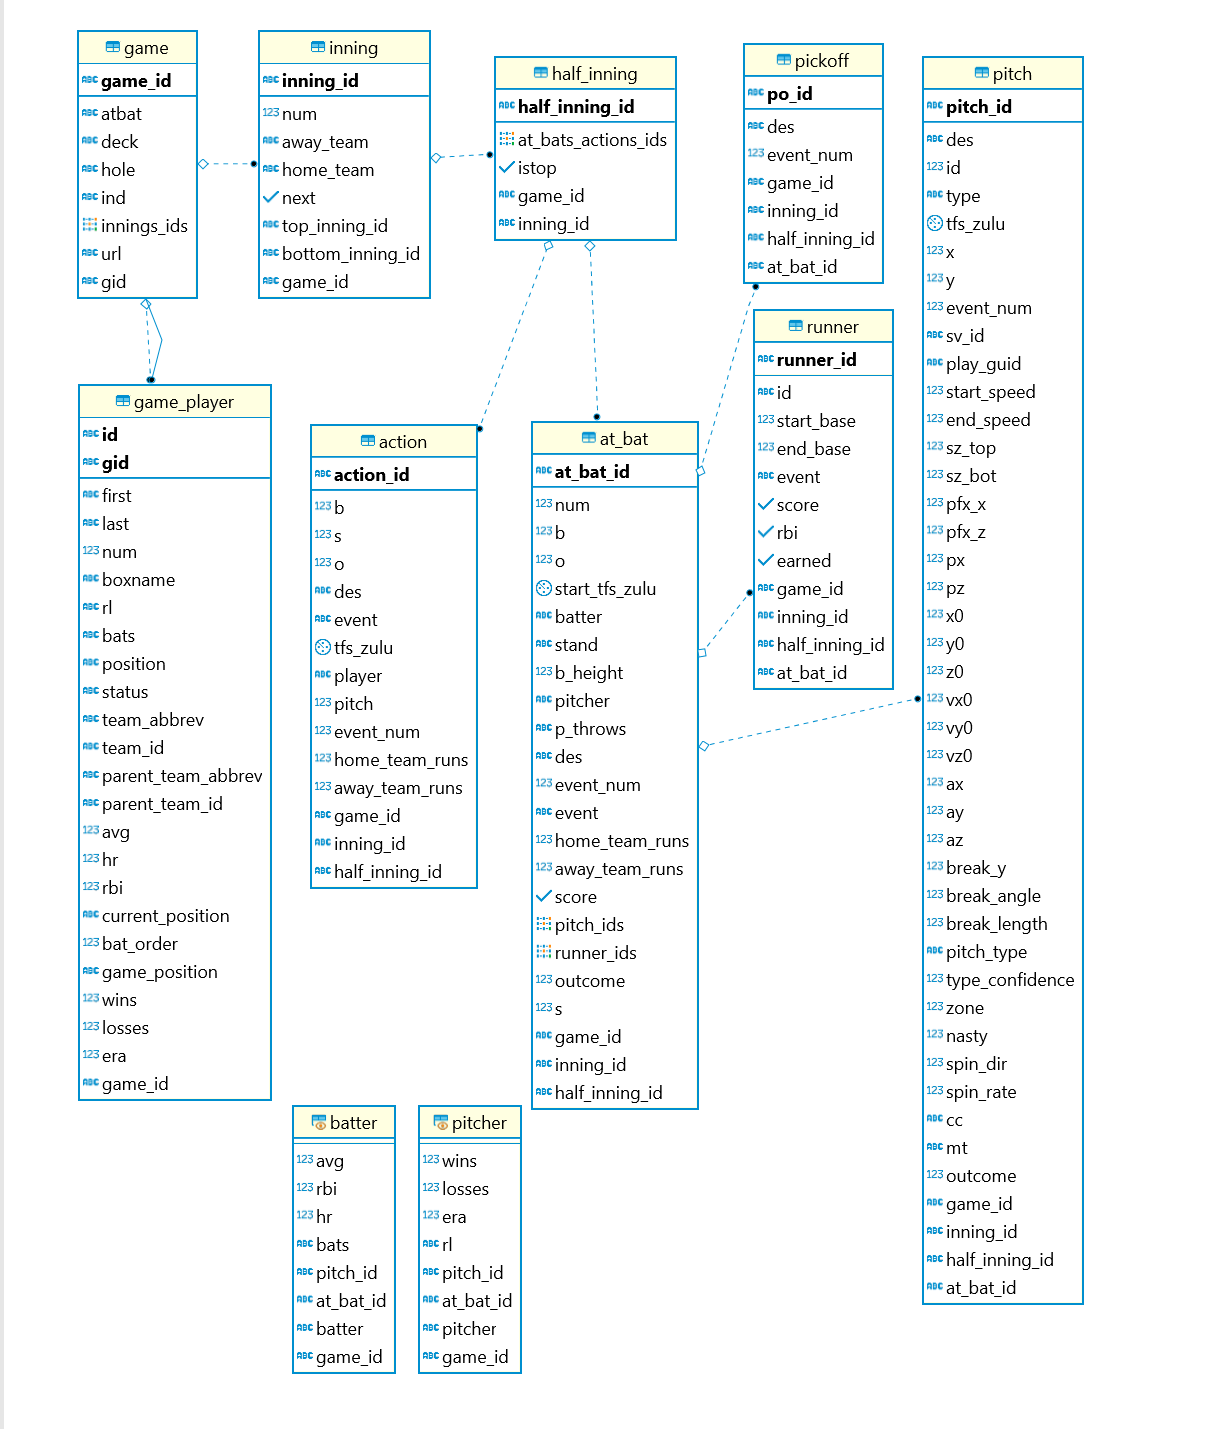 game
game_id
atbat
deck
hole
ind
innings_ids
url
gid
inning
inning_id
num
away_team
home_team
next
top_inning_id
bottom_inning_id
game_id
half_inning
half_inning_id
at_bats_actions_ids
istop
game_id
inning_id
pickoff
po_id
des
event_num
game_id
inning_id
half_inning_id
at_bat_id
pitch
pitch_id
des
id
type
tfs_zulu
x
y
event_num
sv_id
play_guid
start_speed
end_speed
sz_top
sz_bot
pfx_x
pfx_z
px
pz
x0
y0
z0
vx0
vy0
vz0
ax
ay
az
break_y
break_angle
break_length
pitch_type
type_confidence
zone
nasty
spin_dir
spin_rate
cc
mt
outcome
game_id
inning_id
half_inning_id
at_bat_id
runner
runner_id
id
start_base
end_base
event
score
rbi
earned
game_id
inning_id
half_inning_id
at_bat_id
game_player
id
gid
first
last
num
boxname
rl
bats
position
status
team_abbrev
team_id
parent_team_abbrev
parent_team_id
avg
hr
rbi
current_position
bat_order
game_position
wins
losses
era
game_id
action
action_id
b
s
o
des
event
tfs_zulu
player
pitch
event_num
home_team_runs
away_team_runs
game_id
inning_id
half_inning_id
at_bat
at_bat_id
num
b
o
start_tfs_zulu
batter
stand
b_height
pitcher
p_throws
des
event_num
event
home_team_runs
away_team_runs
score
pitch_ids
runner_ids
outcome
s
game_id
inning_id
half_inning_id
batter
avg
rbi
hr
bats
pitch_id
at_bat_id
batter
game_id
pitcher
wins
losses
era
rl
pitch_id
at_bat_id
pitcher
game_id